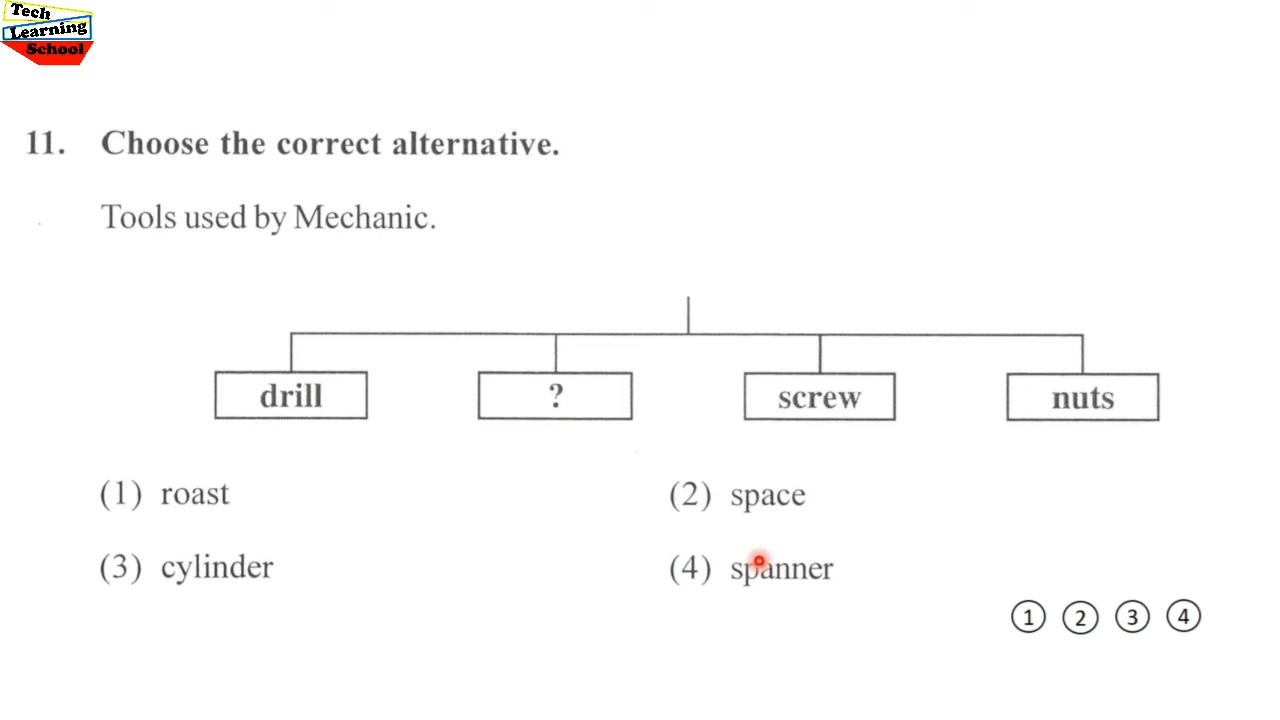 Tech
Learning
School
11. Choose the correct alternative.
Tools used by Mechanic.
drill ? screw nuts
(1) roast (2) space
(3) cylinder (4) spanner
1 2 3 4